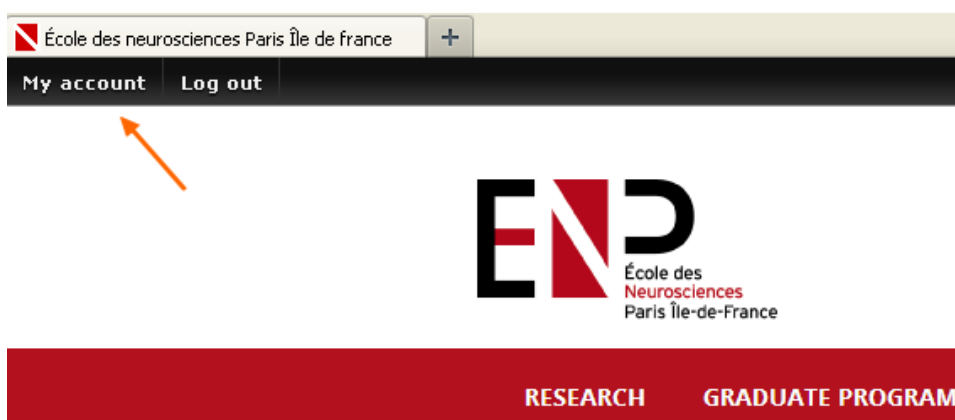 École des neurosciences Paris Île de france
My account Log out
ENP
École des
Neurosciences
Paris Île-de-France
RESEARCH GRADUATE PROGRAM